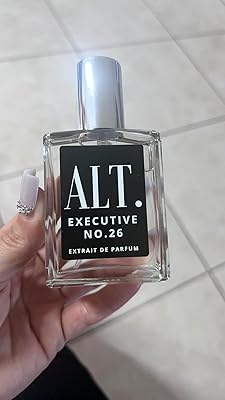 ALT.
EXECUTIVE
NO.26
EXTRAIT DE PARFUM